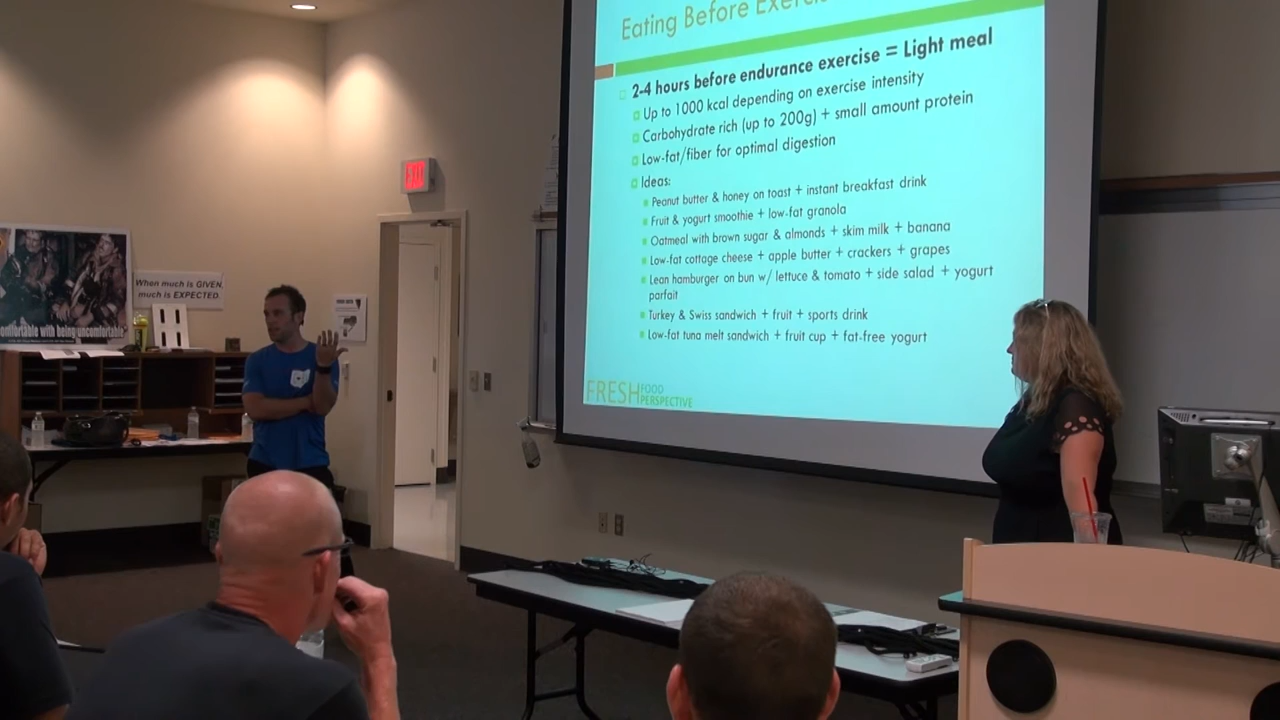 Eating Before
2-4 hours before endurance exercise = Light meal
Up to 1000 kcal depending on exercise intensity
Carbohydrate rich (up to 200g) + small amount protein
Low-fat/fiber for optimal digestion
Ideas:
Peanut butter & honey on toast + instant breakfast drink
Fruit & yogurt smoothie + low-fat granola
Oatmeal with brown sugar & almonds + skim milk + banana
Low-fat cottage cheese + apple butter + crackers + grapes
Lean hamburger on bun w/ lettuce & tomato + side salad + yogurt
parfait
Turkey & Swiss sandwich + fruit + sports drink
Low-fat tuna melt sandwich + fruit cup + fat-free yogurt
FRESH FOOD
PERSPECTIVE
EXIT
When much is GIVEN,
much is EXPECTED.
with being uncomfortable"